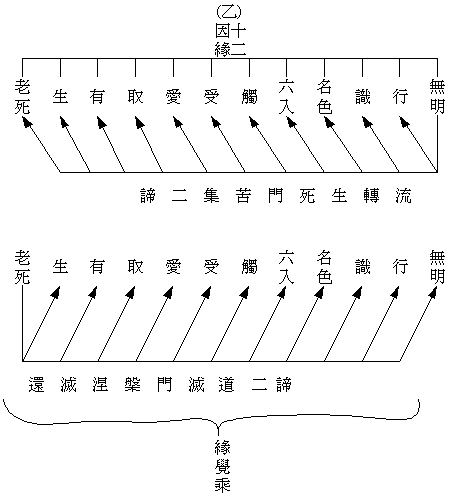 (乙)
十二
因緣
無明 行 識 名色 六入 觸 受 愛 取 有 生 老死
流轉生死門苦集二諦
老死 生 有 取 愛 受 觸 六入 名色 識 行 無明
還滅涅槃門滅道二諦
緣覺乘